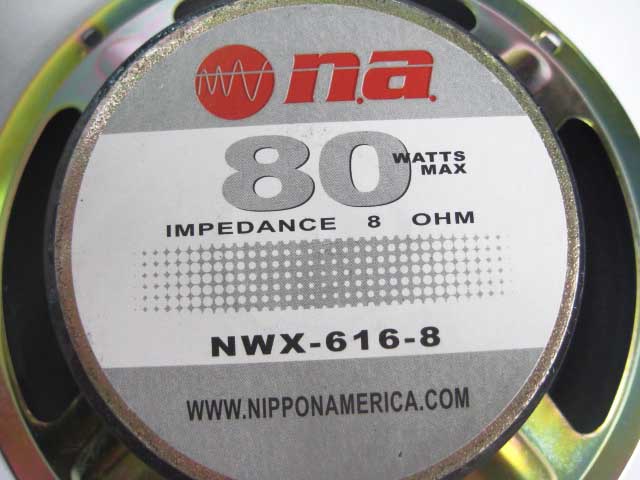 n.a.
80 WATTS MAX
IMPEDANCE 8 OHM
NWX-616-8
WWW.NIPPONAMERICA.COM